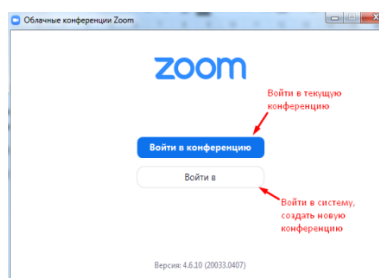 Облачные конференции Zoom
zoom
Войти в текущую
конференцию
Войти в конференцию
Войти в
Войти в систему,
создать новую
конференцию
Версия: 4.6.10 (20033.0407)